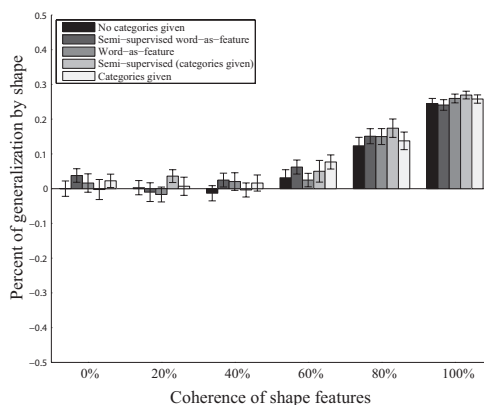 0.5
No categories given
Semi−supervised word−as−feature
Word−as−feature
Semi−supervised (categories given)
Categories given
0.4
0.3
0.2
0.1
0
−0.1
−0.2
−0.3
−0.4
−0.5
Percent of generalization by shape
0% 20% 40% 60% 80% 100%
Coherence of shape features